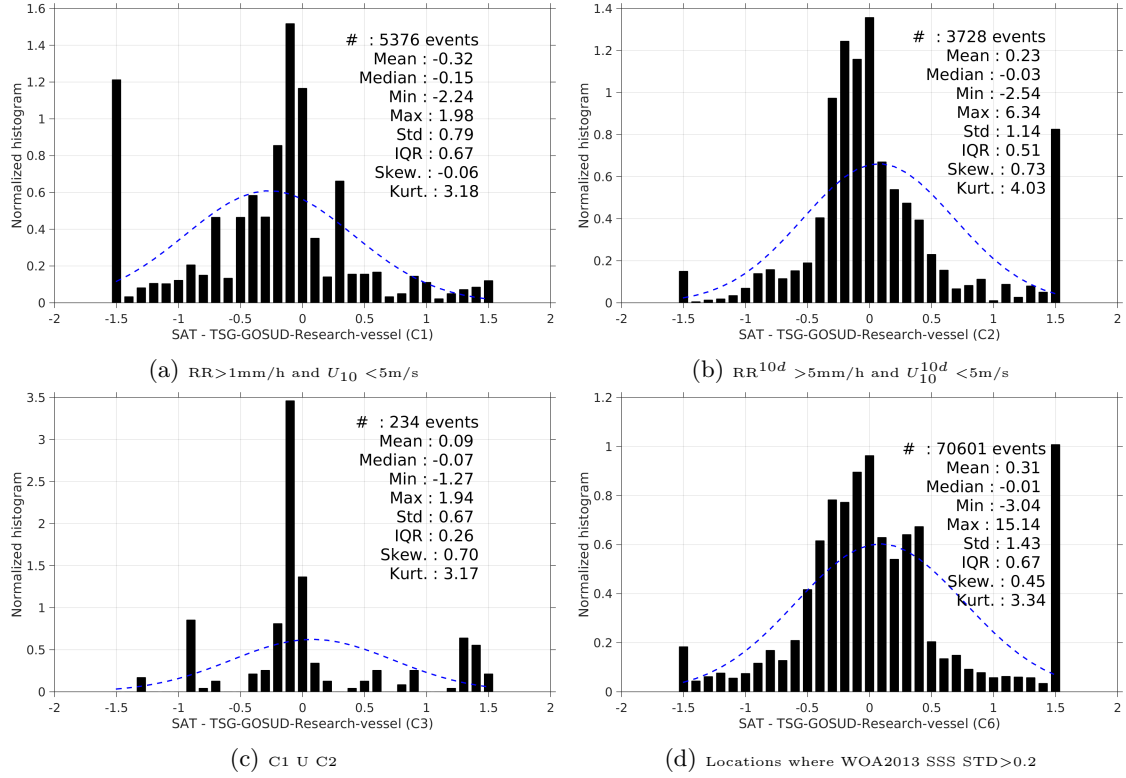 1.6
1.4
1.2
1
0.8
0.6
0.4
0.2
0
Normalized histogram
# : 5376 events
Mean : -0.32
Median : -0.15
Min : -2.24
Max : 1.98
Std : 0.79
IQR : 0.67
Skew. : -0.06
Kurt. : 3.18
-2 -1.5 -1 -0.5 0 0.5 1 1.5 2
SAT - TSG-GOSUD-Research-vessel (C1)
(a) RR>1mm/h and U10 <5m/s
1.4
1.2
1
0.8
0.6
0.4
0.2
0
Normalized histogram
# : 3728 events
Mean : 0.23
Median : -0.03
Min : -2.54
Max : 6.34
Std : 1.14
IQR : 0.51
Skew. : 0.73
Kurt. : 4.03
-2 -1.5 -1 -0.5 0 0.5 1 1.5 2
SAT - TSG-GOSUD-Research-vessel (C2)
(b) RR10d >5mm/h and U10d10 <5m/s
3.5
3
2.5
2
1.5
1
0.5
0
Normalized histogram
# : 234 events
Mean : 0.09
Median : -0.07
Min : -1.27
Max : 1.94
Std : 0.67
IQR : 0.26
Skew. : 0.70
Kurt. : 3.17
-2 -1.5 -1 -0.5 0 0.5 1 1.5 2
SAT - TSG-GOSUD-Research-vessel (C3)
(c) C1 U C2
1.2
1
0.8
0.6
0.4
0.2
0
Normalized histogram
# : 70601 events
Mean : 0.31
Median : -0.01
Min : -3.04
Max : 15.14
Std : 1.43
IQR : 0.67
Skew. : 0.45
Kurt. : 3.34
-2 -1.5 -1 -0.5 0 0.5 1 1.5 2
SAT - TSG-GOSUD-Research-vessel (C6)
(d) Locations where WOA2013 SSS STD>0.2